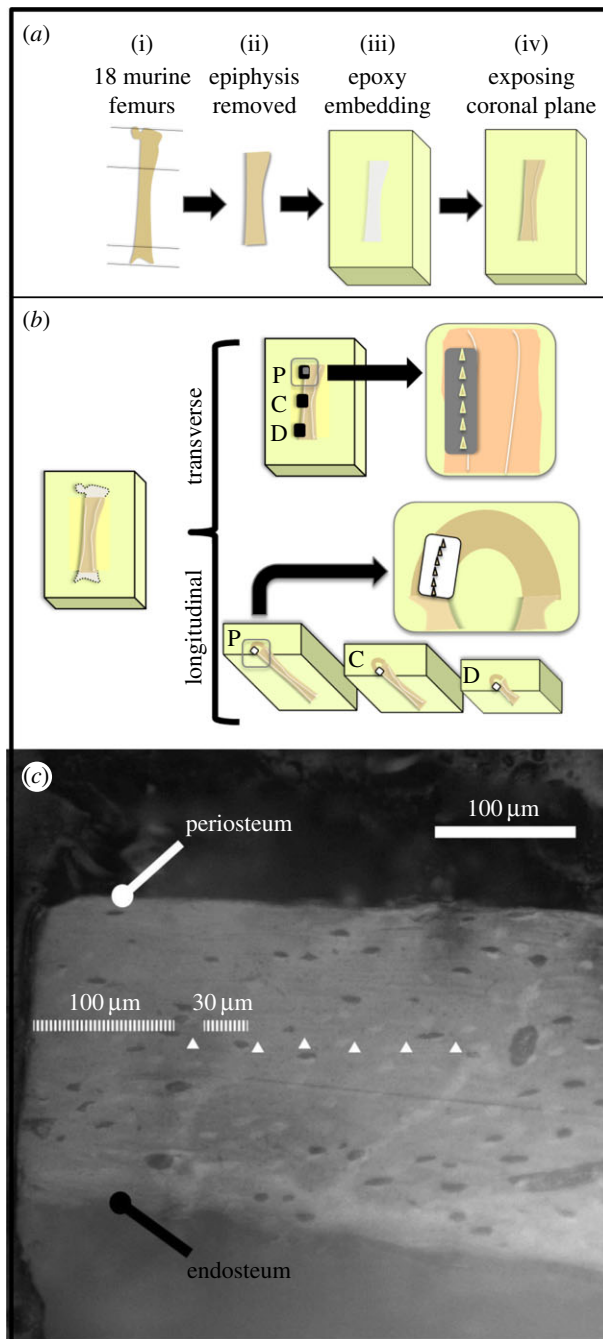 (a)
(i)
18 murine
femurs
(ii)
epiphysis
removed
(iii)
epoxy
embedding
(iv)
exposing
coronal plane
(b)
transverse
P
C
D
longitudinal
P
C
D
(c)
periosteum
100 µm
100 µm
30 µm
endosteum